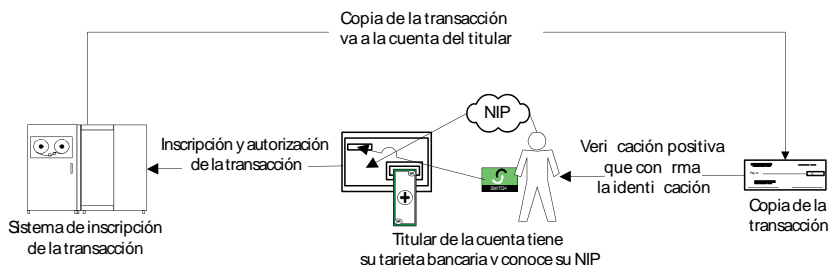 Copia de la transacción
va a la cuenta del titular
NIP
Inscripción y autorización
de la transacción
Veri cación positiva
que con rma
la identi cación
SWITCH
Sistema de inscripción
de la transacción
Titular de la cuenta tiene
su tarjeta bancaria y conoce su NIP
Copia de la
transacción